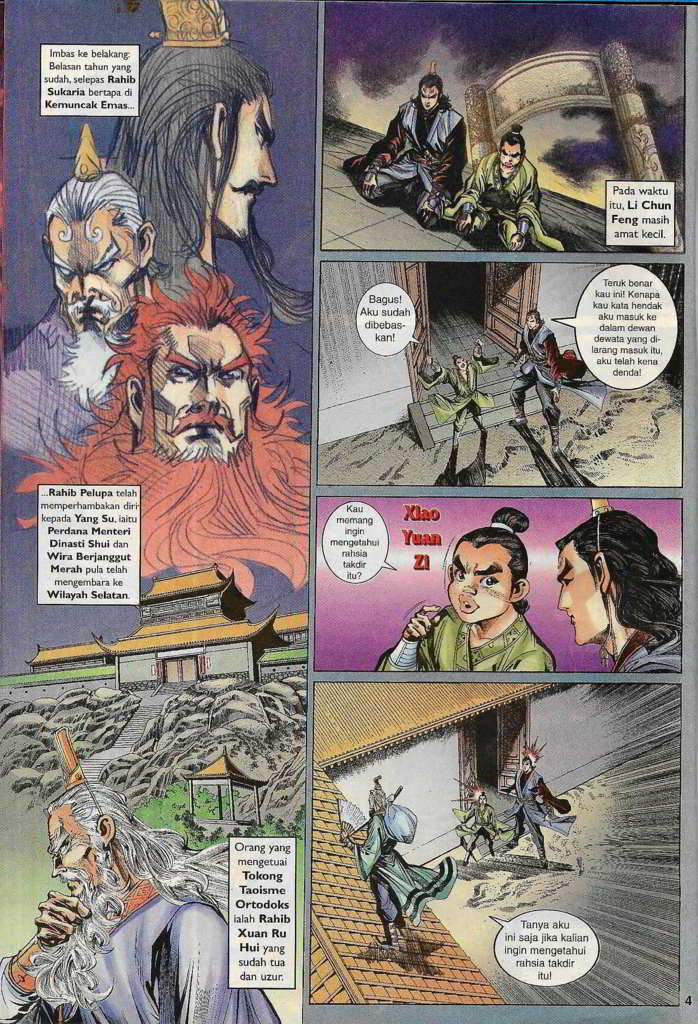 Imbas ke belakang:
Belasan tahun yang
sudah, selepas Rahib
Sukaria bertapa di
Kemuncak Emas...
...Rahib Pelupa telah
memperhambakan diri
kepada Yang Su, iaitu
Perdana Menteri
Dinasti Shui dan
Wira Berjanggut
Merah pula telah
mengembara ke
Wilayah Selatan.
Orang yang
mengetuai
Tokong
Taoisme
Ortodoks
ialah Rahib
Xuan Ru
Hui yang
sudah tua
dan uzur.
Pada waktu
itu, Li Chun
Feng masih
amat kecil.
Bagus!
Aku sudah
dibebas-
kan!
Teruk benar
kau ini! Kenapa
kau kata hendak
aku masuk ke
dalam dewan
dewata yang di-
larang masuk itu,
aku telah kena
denda!
Kau
memang
ingin
mengetahui
rahsia
takdir
itu?
Xiao
Yuan
Zi
Tanya aku
ini saja jika kalian
ingin mengetahui
rahsia takdir
itu!
4